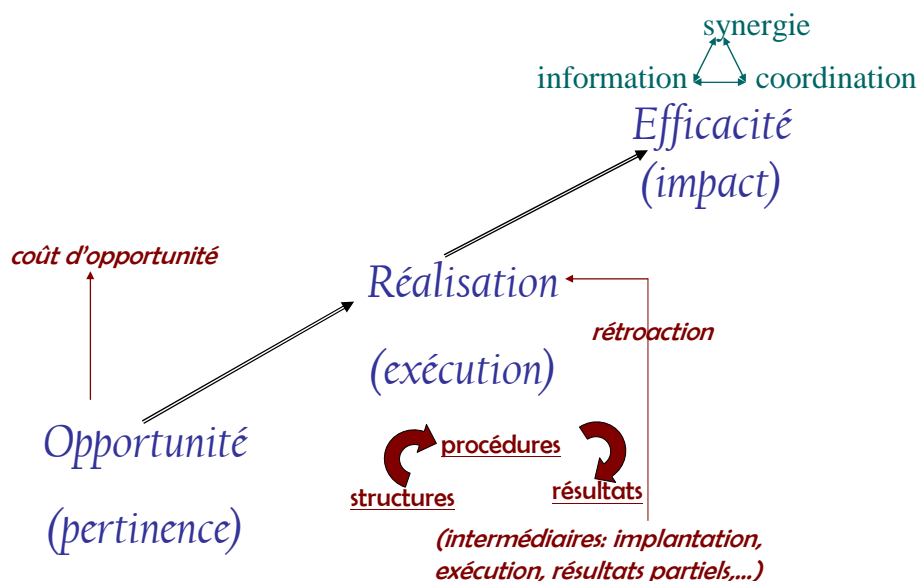 synergie
information coordination
Efficacité
(impact)
coût d'opportunité
Réalisation
rétroaction
(exécution)
Opportunité
procédures
structures résultats
(pertinence)
(intermédiaires: implantation,
exécution, résultats partiels,...)